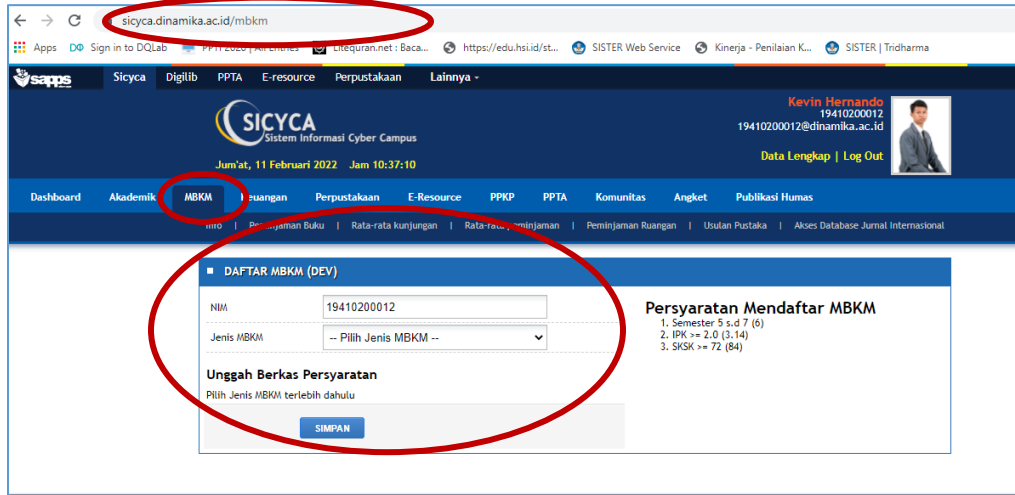 sicyca.dinamika.ac.id/mbkm
Apps Sign in to DQLab PPTI 2020 | All Entries Litequran.net : Baca... https://edu.hsi.id/st... SISTER Web Service Kinerja - Penilaian K... SISTER | Tridharma
sapps Sicyca Digilib PPTA E-resource Perpustakaan Lainnya
SICYCA
Sistem Informasi Cyber Campus
Jum'at, 11 Februari 2022 Jam 10:37:10
Kevin Hernando
19410200012
19410200012@dinamika.ac.id
Data Lengkap | Log Out
Dashboard Akademik MBKM Keuangan Perpustakaan E-Resource PPKP PPTA Komunitas Angket Publikasi Humas
Info | Peminjaman Buku | Rata-rata kunjungan | Rata-rata peminjaman | Peminjaman Ruangan | Usulan Pustaka | Akses Database Jurnal Internasional
DAFTAR MBKM (DEV)
NIM 19410200012
Jenis MBKM -- Pilih Jenis MBKM --
Unggah Berkas Persyaratan
Pilih Jenis MBKM terlebih dahulu
SIMPAN
Persyaratan Mendaftar MBKM
1. Semester 5 s.d 7 (6)
2. IPK >= 2.0 (3.14)
3. SKSK >= 72 (84)